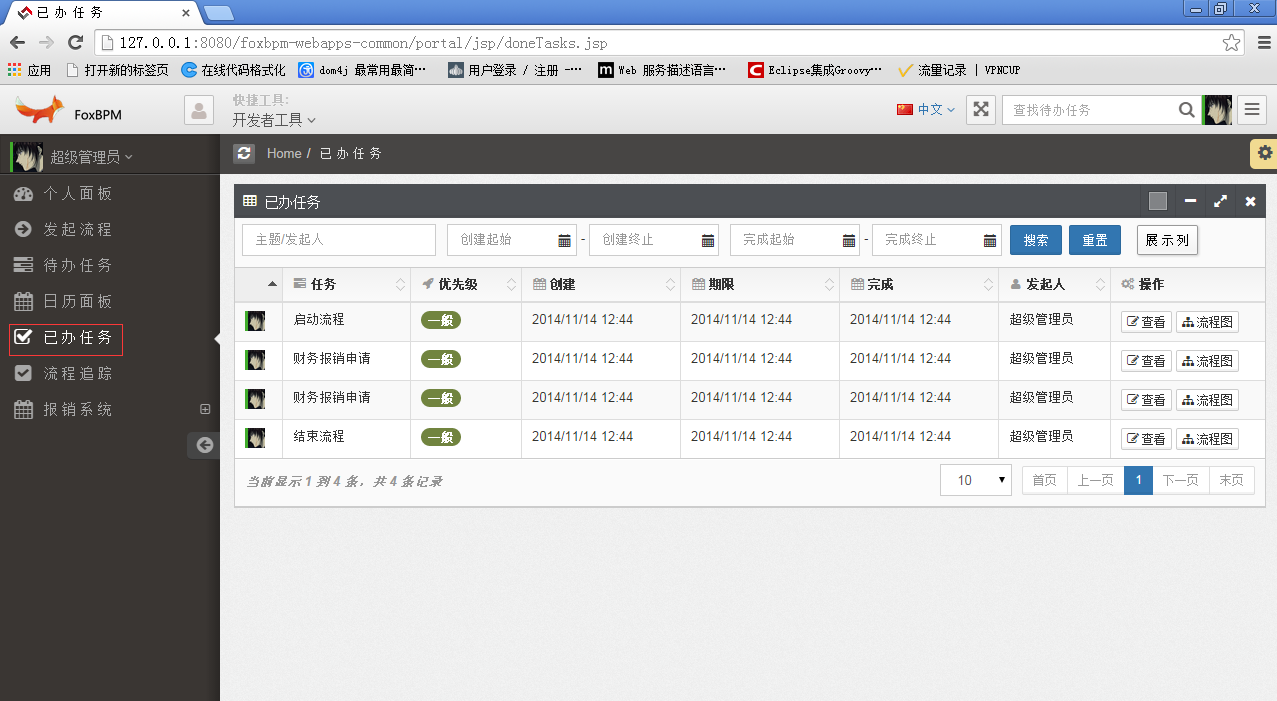 已 办 任 务
127.0.0.1:8080/foxbpm-webapps-common/portal/jsp/doneTasks.jsp
应用 打开新的标签页 在线代码格式化 dom4j 最常用最简… 用户登录 / 注册 -… m Web 服务描述语言… C Eclipse集成Groovy… 流量记录 | VPNCUP
FoxBPM 快捷工具: 开发者工具 中文 查找待办任务
超级管理员 Home / 已 办 任 务
个人面板
发起流程
待办任务
日历面板
已办任务
流程追踪
报销系统
已办任务
主题/发起人 创建起始 - 创建终止 完成起始 - 完成终止 搜索 重置 展示列
任务 优先级 创建 期限 完成 发起人 操作
启动流程 一般 2014/11/14 12:44 2014/11/14 12:44 2014/11/14 12:44 超级管理员 查看 流程图
财务报销申请 一般 2014/11/14 12:44 2014/11/14 12:44 2014/11/14 12:44 超级管理员 查看 流程图
财务报销申请 一般 2014/11/14 12:44 2014/11/14 12:44 2014/11/14 12:44 超级管理员 查看 流程图
结束流程 一般 2014/11/14 12:44 2014/11/14 12:44 2014/11/14 12:44 超级管理员 查看 流程图
当前显示 1 到 4 条，共 4 条记录 10 首页 上一页 1 下一页 末页